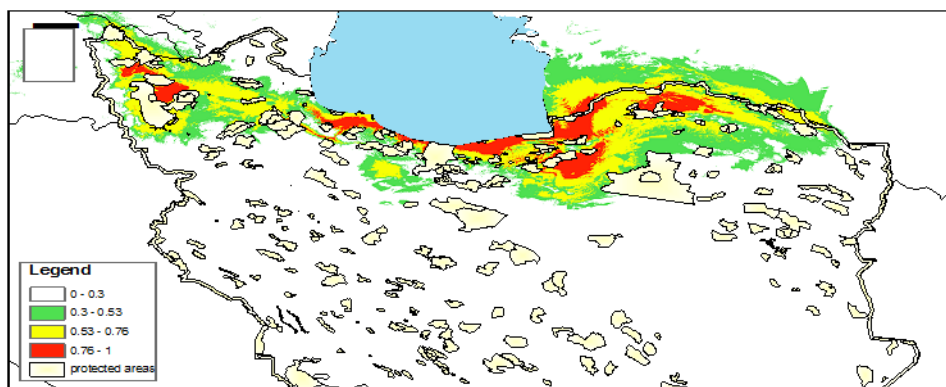 Legend
0 - 0.3
0.3 - 0.53
0.53 - 0.76
0.76 - 1
protected areas